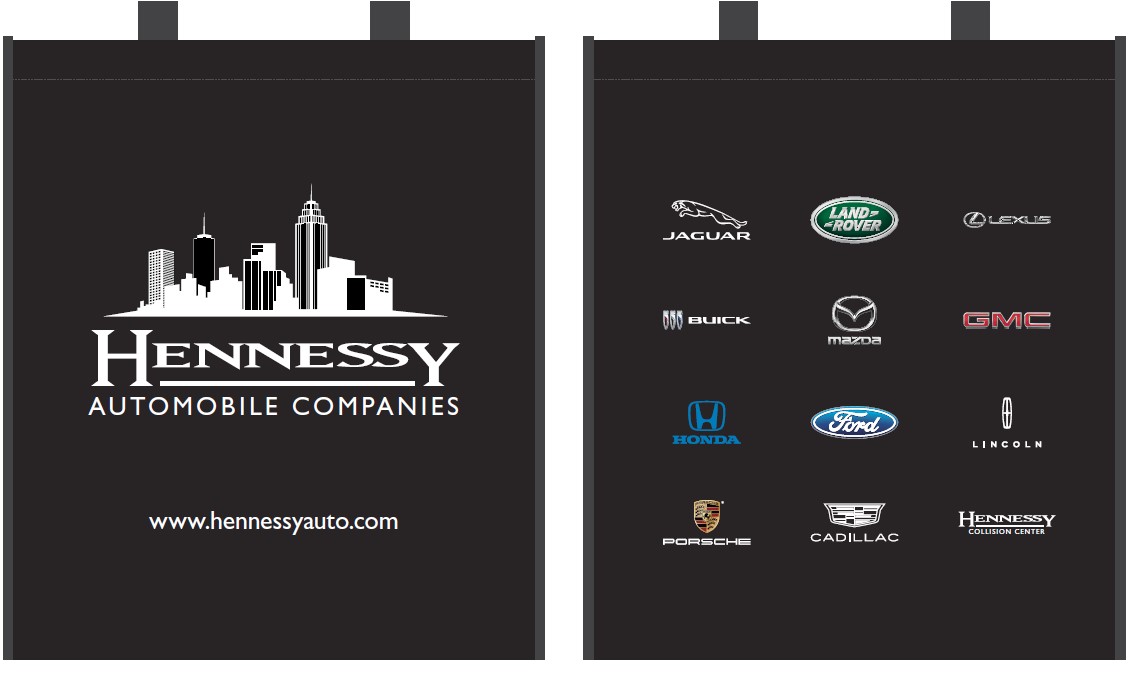 HENNESSY
AUTOMOBILE COMPANIES
www.hennessyauto.com
JAGUAR
LAND-
-ROVER
LEXUS
BUICK
mazda
GMC
HONDA
Ford
LINCOLN
PORSCHE
CADILLAC
HENNESSY
COLLISION CENTER